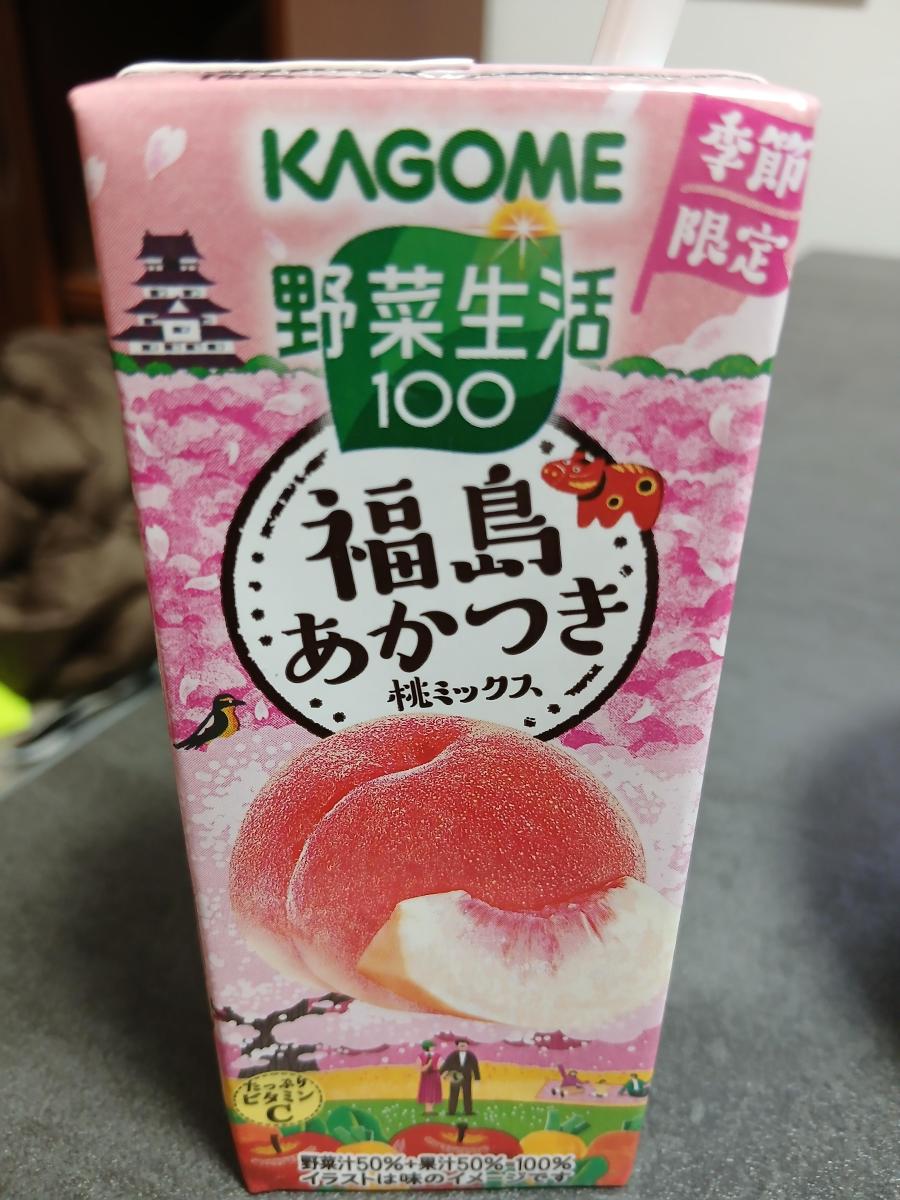 KAGOME
季節
限定
野菜生活
100
福島
あかつき
桃ミックス
たっぷり
ビタミン
C
野菜汁50%+果汁50%=100%
イラストは味のイメージです